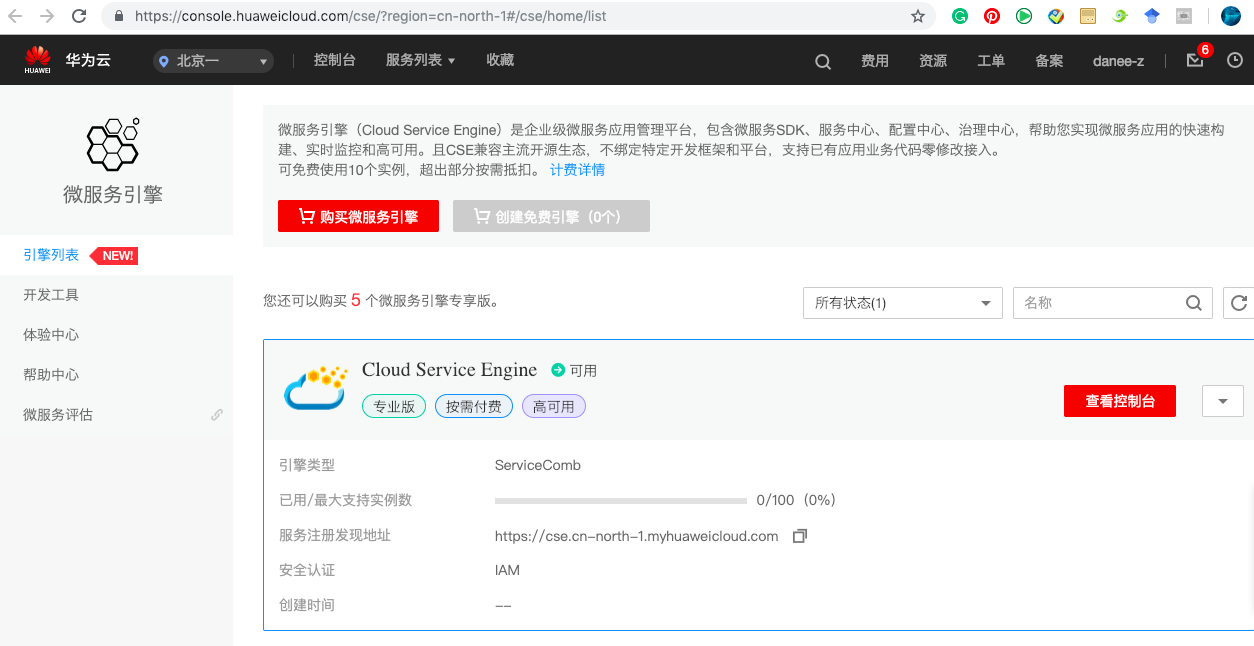 https://console.huaweicloud.com/cse/?region=cn-north-1#/cse/home/list
HUAWEI
华为云
北京一
控制台
服务列表
收藏
费用
资源
工单
备案
danee-z
6
微服务引擎
引擎列表
NEW!
开发工具
体验中心
帮助中心
微服务评估
微服务引擎（Cloud Service Engine）是企业级微服务应用管理平台，包含微服务SDK、服务中心、配置中心、治理中心，帮助您实现微服务应用的快速构
建、实时监控和高可用。且CSE兼容主流开源生态，不绑定特定开发框架和平台，支持已有应用业务代码零修改接入。
可免费使用10个实例，超出部分按需抵扣。 计费详情
购买微服务引擎
创建免费引擎（0个）
您还可以购买 5 个微服务引擎专享版。
所有状态(1)
名称
Cloud Service Engine
可用
专业版
按需付费
高可用
查看控制台
引擎类型 ServiceComb
已用/最大支持实例数 0/100（0%）
服务注册发现地址 https://cse.cn-north-1.myhuaweicloud.com
安全认证 IAM
创建时间 --